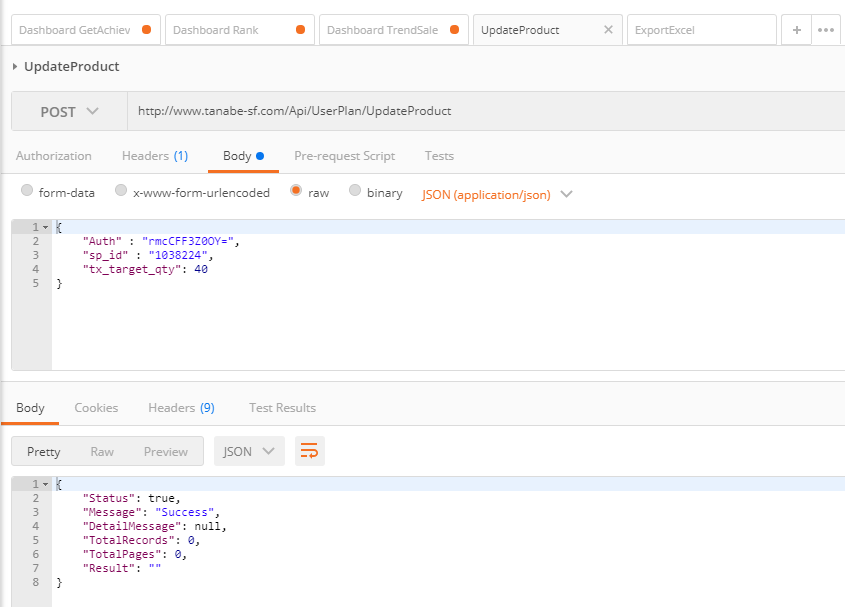 Dashboard GetAchiev Dashboard Rank Dashboard TrendSale UpdateProduct ExportExcel
UpdateProduct
POST http://www.tanabe-sf.com/Api/UserPlan/UpdateProduct
Authorization Headers (1) Body Pre-request Script Tests
form-data x-www-form-urlencoded raw binary JSON (application/json)
1 {
2 "Auth" : "rmcCFF3Z0OY=",
3 "sp_id" : "1038224",
4 "tx_target_qty": 40
5 }
Body Cookies Headers (9) Test Results
Pretty Raw Preview JSON
1 {
2 "Status": true,
3 "Message": "Success",
4 "DetailMessage": null,
5 "TotalRecords": 0,
6 "TotalPages": 0,
7 "Result": ""
8 }